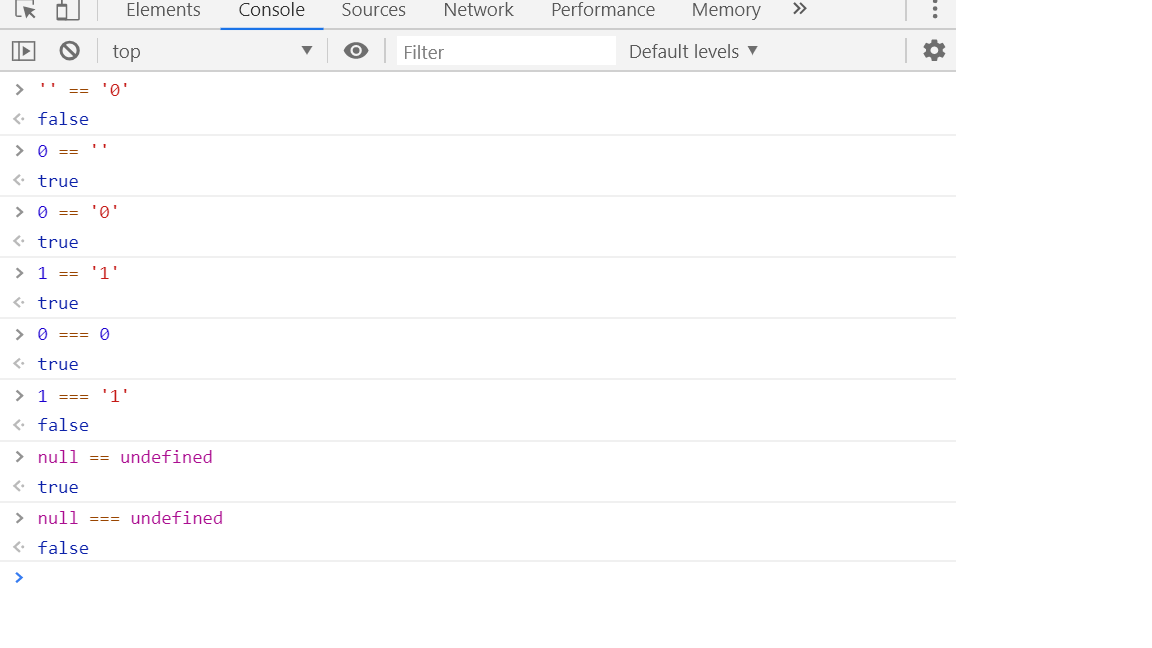 Elements Console Sources Network Performance Memory »
top ▼ Filter Default levels ▼
> '' == '0'
<· false
> 0 == ''
<· true
> 0 == '0'
<· true
> 1 == '1'
<· true
> 0 === 0
<· true
> 1 === '1'
<· false
> null == undefined
<· true
> null === undefined
<· false
>